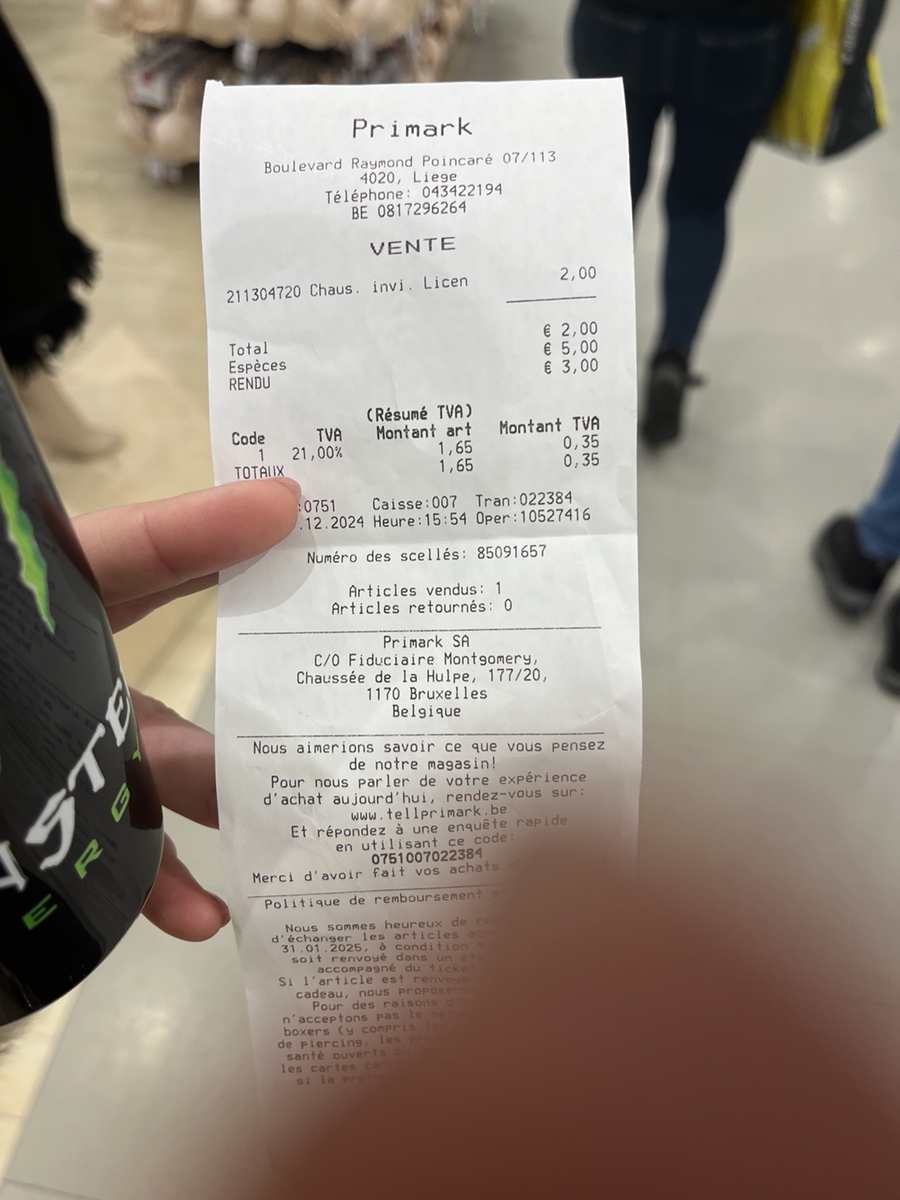 Primark
Boulevard Raymond Poincaré 07/113
4020, Liege
Téléphone: 043422194
BE 0817296264
VENTE
211304720 Chaus. invi. Licen 2,00
Total € 2,00
Espèces € 5,00
RENDU € 3,00
(Résumé TVA)
Code TVA Montant art Montant TVA
1 21,00% 1,65 0,35
TOTAUX 1,65 0,35
:0751 Caisse:007 Tran:022384
.12.2024 Heure:15:54 Oper:10527416
Numéro des scellés: 85091657
Articles vendus: 1
Articles retournés: 0
Primark SA
C/O Fiduciaire Montgomery,
Chaussée de la Hulpe, 177/20,
1170 Bruxelles
Belgique
Nous aimerions savoir ce que vous pensez
de notre magasin!
Pour nous parler de votre expérience
d'achat aujourd'hui, rendez-vous sur:
www.tellprimark.be
Et répondez à une enquête rapide
en utilisant ce code:
0751007022384
Merci d'avoir fait vos achats
Politique de remboursement
Nous sommes heureux de
d'échanger les articles
31.01.2025, à condition
soit renvoyé dans un
accompagné du ticket
Si l'article est renvoyé
cadeau, nous
Pour des raisons
n'acceptons pas le
boxers (y compris les
de piercing, les
santé ouverts
les cartes
si la
NSTE
ERG